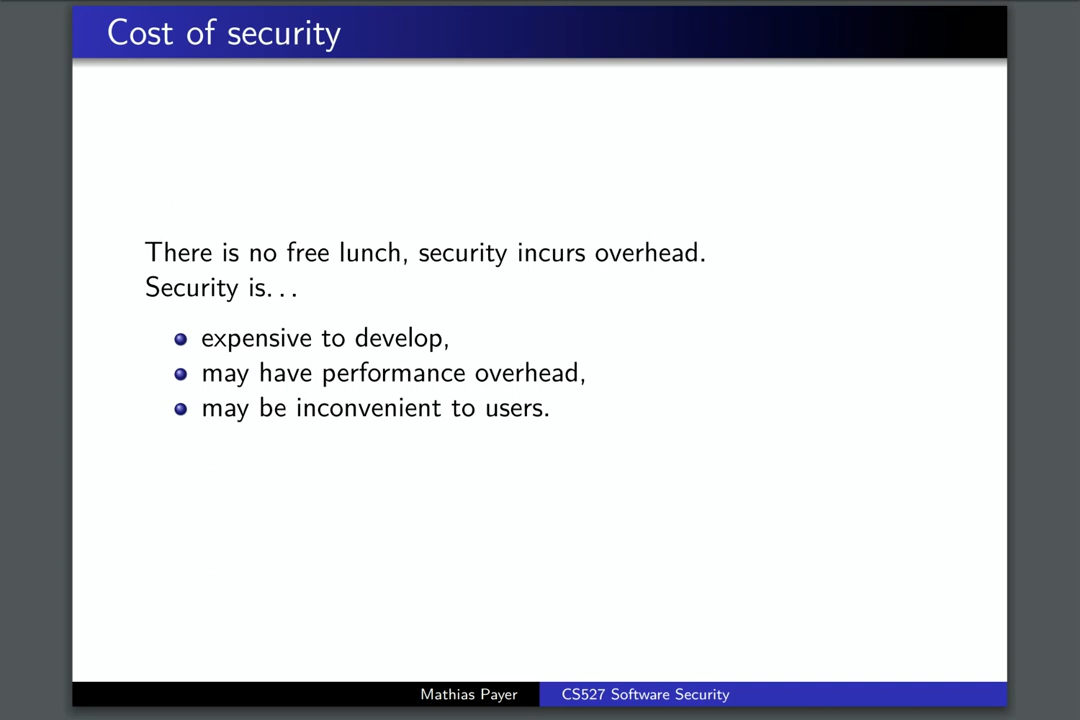 Cost of security
There is no free lunch, security incurs overhead.
Security is. . .
expensive to develop,
may have performance overhead,
may be inconvenient to users.
Mathias Payer
CS527 Software Security